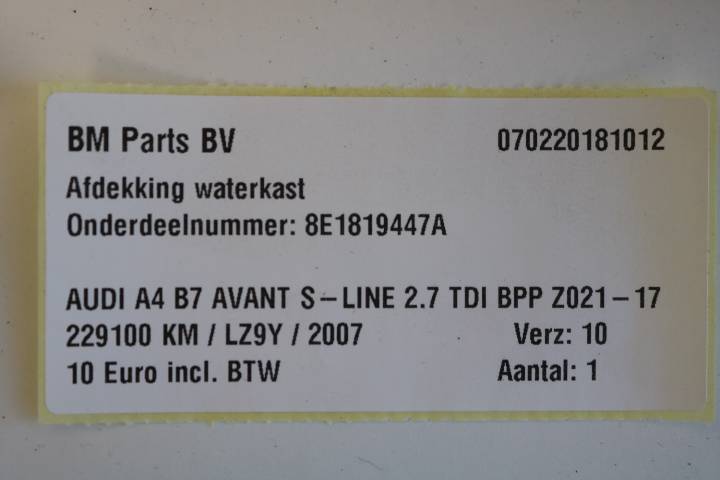 BM Parts BV 070220181012
Afdekking waterkast
Onderdeelnummer: 8E1819447A
AUDI A4 B7 AVANT S-LINE 2.7 TDI BPP Z021-17
229100 KM / LZ9Y / 2007 Verz: 10
10 Euro incl. BTW Aantal: 1